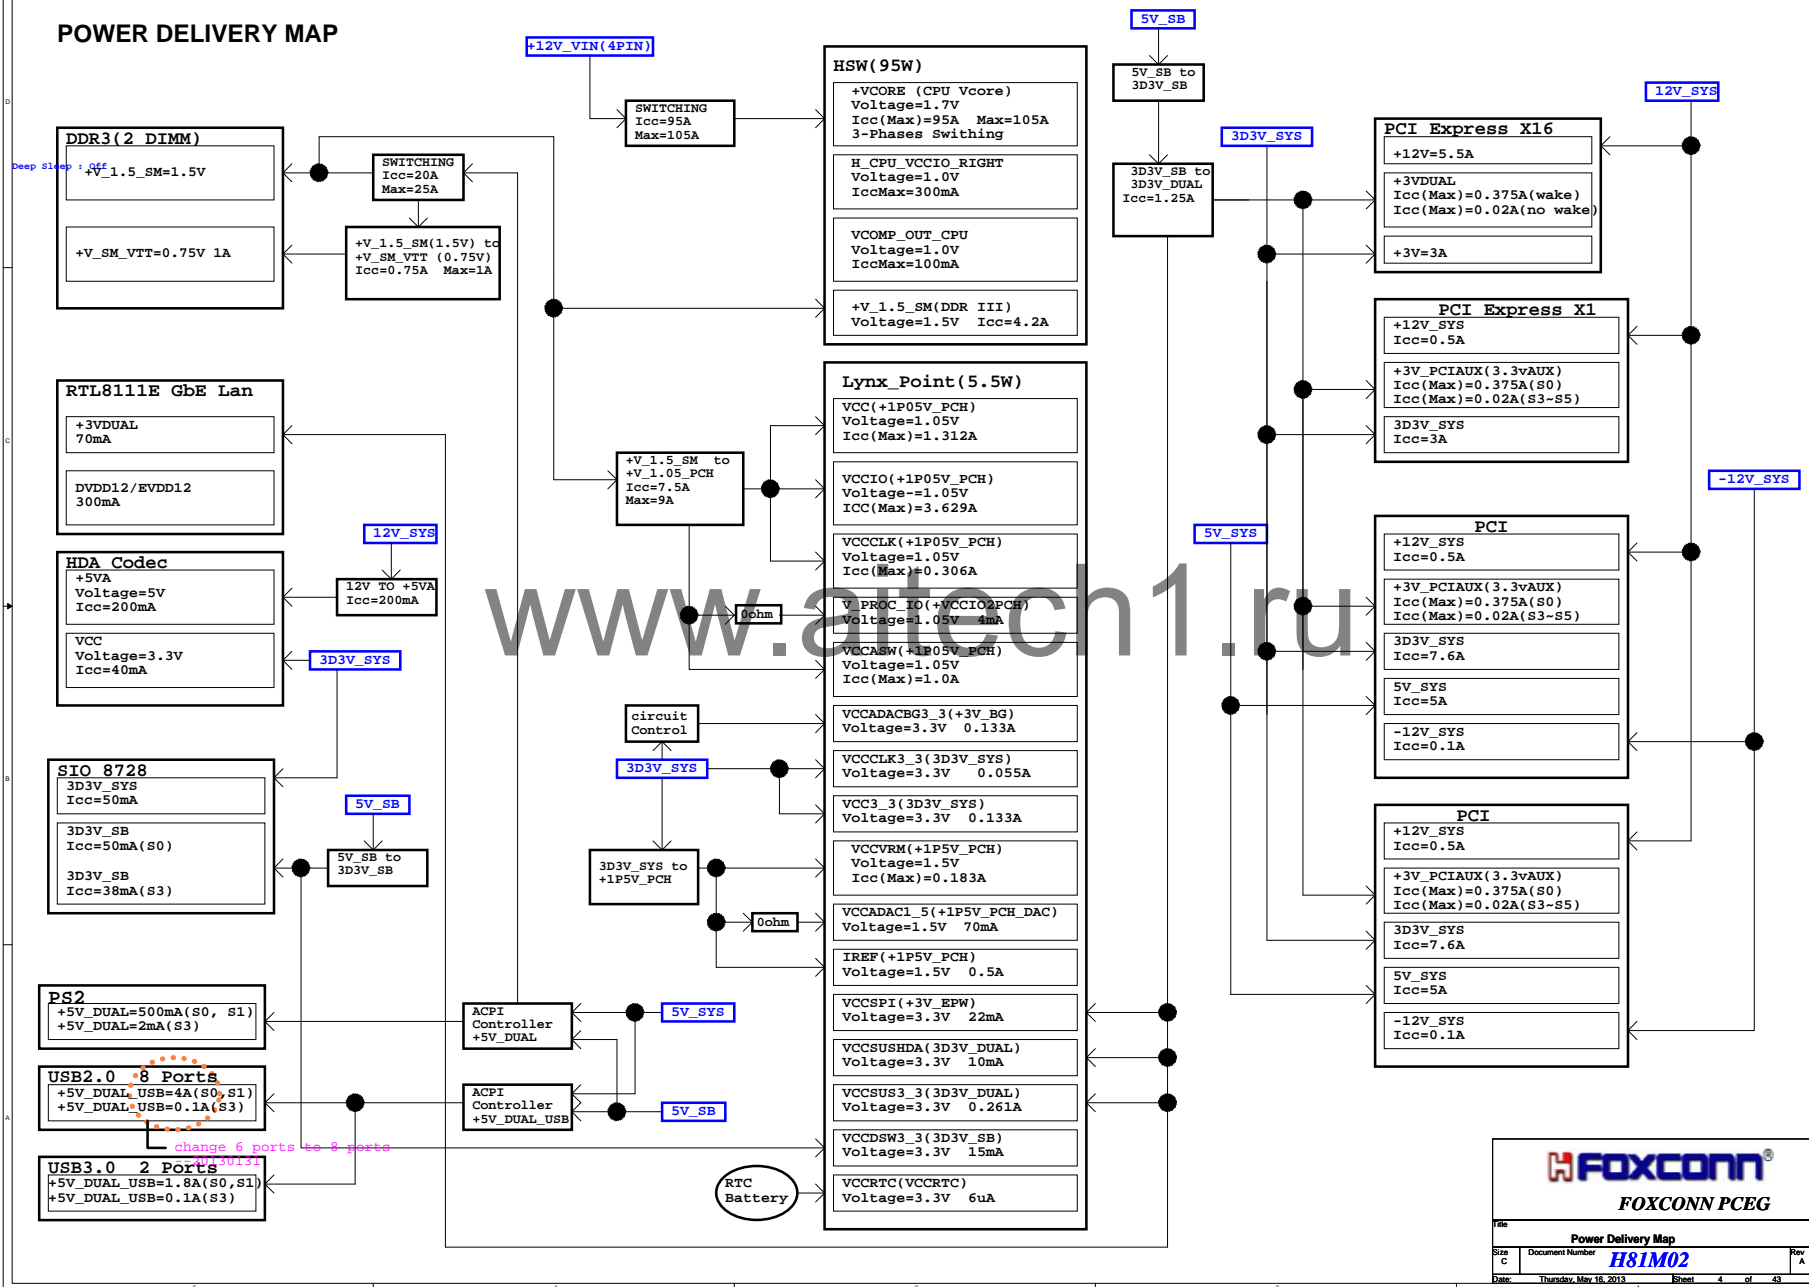 POWER DELIVERY MAP
+12V_VIN(4PIN)
SWITCHING
Icc=95A
Max=105A
HSW(95W)
+VCORE (CPU Vcore)
Voltage=1.7V
Icc(Max)=95A Max=105A
3-Phases Swithing
H_CPU_VCCIO_RIGHT
Voltage=1.0V
IccMax=300mA
VCOMP_OUT_CPU
Voltage=1.0V
IccMax=100mA
+V_1.5_SM(DDR III)
Voltage=1.5V Icc=4.2A
DDR3(2 DIMM)
Deep Sleep : Off
+V_1.5_SM=1.5V
+V_SM_VTT=0.75V 1A
SWITCHING
Icc=20A
Max=25A
+V_1.5_SM(1.5V) to
+V_SM_VTT (0.75V)
Icc=0.75A Max=1A
RTL8111E GbE Lan
+3VDUAL
70mA
DVDD12/EVDD12
300mA
HDA Codec
+5VA
Voltage=5V
Icc=200mA
VCC
Voltage=3.3V
Icc=40mA
12V_SYS
12V TO +5VA
Icc=200mA
3D3V_SYS
SIO 8728
3D3V_SYS
Icc=50mA
3D3V_SB
Icc=50mA(S0)
3D3V_SB
Icc=38mA(S3)
5V_SB
5V_SB to
3D3V_SB
PS2
+5V_DUAL=500mA(S0, S1)
+5V_DUAL=2mA(S3)
USB2.0 8 Ports
+5V_DUAL_USB=4A(S0,S1)
+5V_DUAL_USB=0.1A(S3)
change 6 ports to 8 ports
--20130131
USB3.0 2 Ports
+5V_DUAL_USB=1.8A(S0,S1)
+5V_DUAL_USB=0.1A(S3)
ACPI
Controller
+5V_DUAL
ACPI
Controller
+5V_DUAL_USB
5V_SYS
5V_SB
+V_1.5_SM to
+V_1.05_PCH
Icc=7.5A
Max=9A
0ohm
circuit
Control
3D3V_SYS
3D3V_SYS to
+1P5V_PCH
0ohm
RTC
Battery
Lynx_Point(5.5W)
VCC(+1P05V_PCH)
Voltage=1.05V
Icc(Max)=1.312A
VCCIO(+1P05V_PCH)
Voltage-=1.05V
ICC(Max)=3.629A
VCCCLK(+1P05V_PCH)
Voltage=1.05V
Icc(Max)=0.306A
V_PROC_IO(+VCCIO2PCH)
Voltage=1.05V 4mA
VCCASW(+1P05V_PCH)
Voltage=1.05V
Icc(Max)=1.0A
VCCADACBG3_3(+3V_BG)
Voltage=3.3V 0.133A
VCCCLK3_3(3D3V_SYS)
Voltage=3.3V 0.055A
VCC3_3(3D3V_SYS)
Voltage=3.3V 0.133A
VCCVRM(+1P5V_PCH)
Voltage=1.5V
Icc(Max)=0.183A
VCCADAC1_5(+1P5V_PCH_DAC)
Voltage=1.5V 70mA
IREF(+1P5V_PCH)
Voltage=1.5V 0.5A
VCCSPI(+3V_EPW)
Voltage=3.3V 22mA
VCCSUSHDA(3D3V_DUAL)
Voltage=3.3V 10mA
VCCSUS3_3(3D3V_DUAL)
Voltage=3.3V 0.261A
VCCDSW3_3(3D3V_SB)
Voltage=3.3V 15mA
VCCRTC(VCCRTC)
Voltage=3.3V 6uA
www.aitech1.ru
5V_SB
5V_SB to
3D3V_SB
3D3V_SB to
3D3V_DUAL
Icc=1.25A
3D3V_SYS
12V_SYS
5V_SYS
-12V_SYS
PCI Express X16
+12V=5.5A
+3VDUAL
Icc(Max)=0.375A(wake)
Icc(Max)=0.02A(no wake)
+3V=3A
PCI Express X1
+12V_SYS
Icc=0.5A
+3V_PCIAUX(3.3vAUX)
Icc(Max)=0.375A(S0)
Icc(Max)=0.02A(S3~S5)
3D3V_SYS
Icc=3A
PCI
+12V_SYS
Icc=0.5A
+3V_PCIAUX(3.3vAUX)
Icc(Max)=0.375A(S0)
Icc(Max)=0.02A(S3~S5)
3D3V_SYS
Icc=7.6A
5V_SYS
Icc=5A
-12V_SYS
Icc=0.1A
PCI
+12V_SYS
Icc=0.5A
+3V_PCIAUX(3.3vAUX)
Icc(Max)=0.375A(S0)
Icc(Max)=0.02A(S3~S5)
3D3V_SYS
Icc=7.6A
5V_SYS
Icc=5A
-12V_SYS
Icc=0.1A
FOXCONN®
FOXCONN PCEG
Title
Power Delivery Map
Size
C
Document Number
H81M02
Rev
A
Date: Thursday, May 16, 2013 Sheet 4 of 43
D
C
B
A